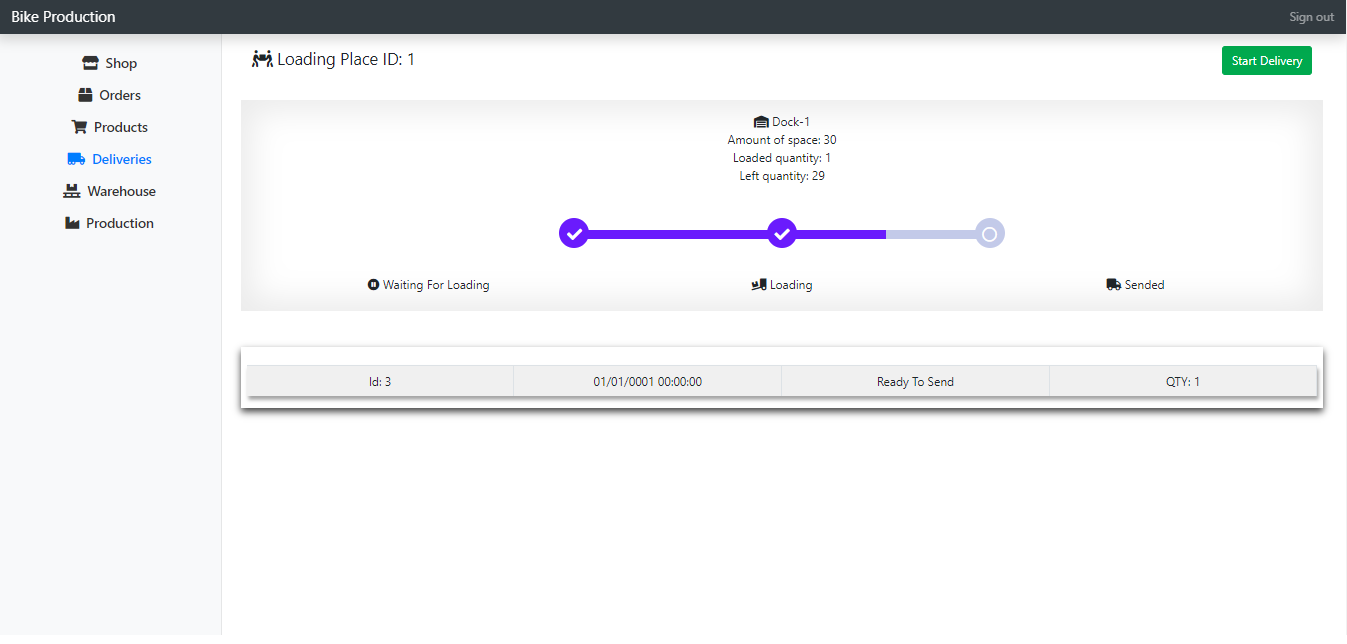 Bike Production
Sign out
Shop
Orders
Products
Deliveries
Warehouse
Production
Loading Place ID: 1
Start Delivery
Dock-1
Amount of space: 30
Loaded quantity: 1
Left quantity: 29
Waiting For Loading
Loading
Sended
Id: 3
01/01/0001 00:00:00
Ready To Send
QTY: 1